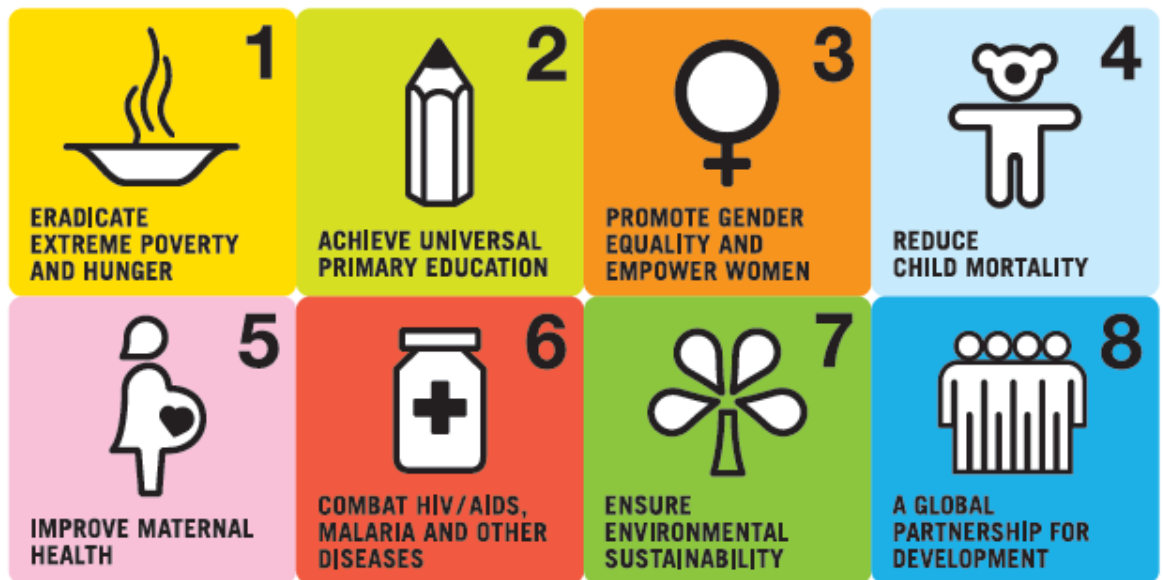 1
ERADICATE
EXTREME POVERTY
AND HUNGER
2
ACHIEVE UNIVERSAL
PRIMARY EDUCATION
3
PROMOTE GENDER
EQUALITY AND
EMPOWER WOMEN
4
REDUCE
CHILD MORTALITY
5
IMPROVE MATERNAL
HEALTH
6
COMBAT HIV/AIDS,
MALARIA AND OTHER
DISEASES
7
ENSURE
ENVIRONMENTAL
SUSTAINABILITY
8
A GLOBAL
PARTNERSHIP FOR
DEVELOPMENT